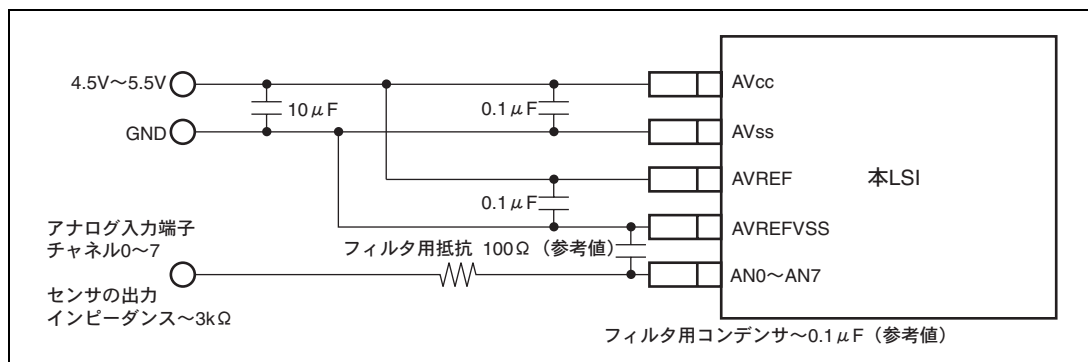 4.5V～5.5V
10μF
0.1μF
AVcc
GND
AVss
AVREF
本LSI
0.1μF
アナログ入力端子
チャネル0～7
フィルタ用抵抗 100Ω（参考値）
AVREFVSS
AN0～AN7
センサの出力
インピーダンス～3kΩ
フィルタ用コンデンサ～0.1μF（参考値）